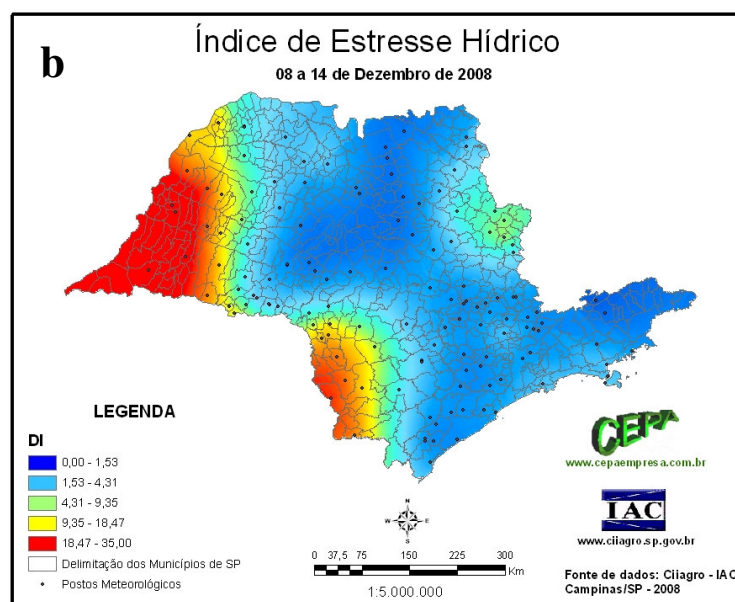 b
Índice de Estresse Hídrico
08 a 14 de Dezembro de 2008
LEGENDA
DI
0,00 - 1,53
1,53 - 4,31
4,31 - 9,35
9,35 - 18,47
18,47 - 35,00
Delimitação dos Municípios de SP
Postos Meteorológicos
N
W E
S
0 37,5 75 150 225 300
Km
1:5.000.000
CEPA
www.cepaempresa.com.br
IAC
www.ciiagro.sp.gov.br
Fonte de dados: Ciiagro - IAC
Campinas/SP - 2008